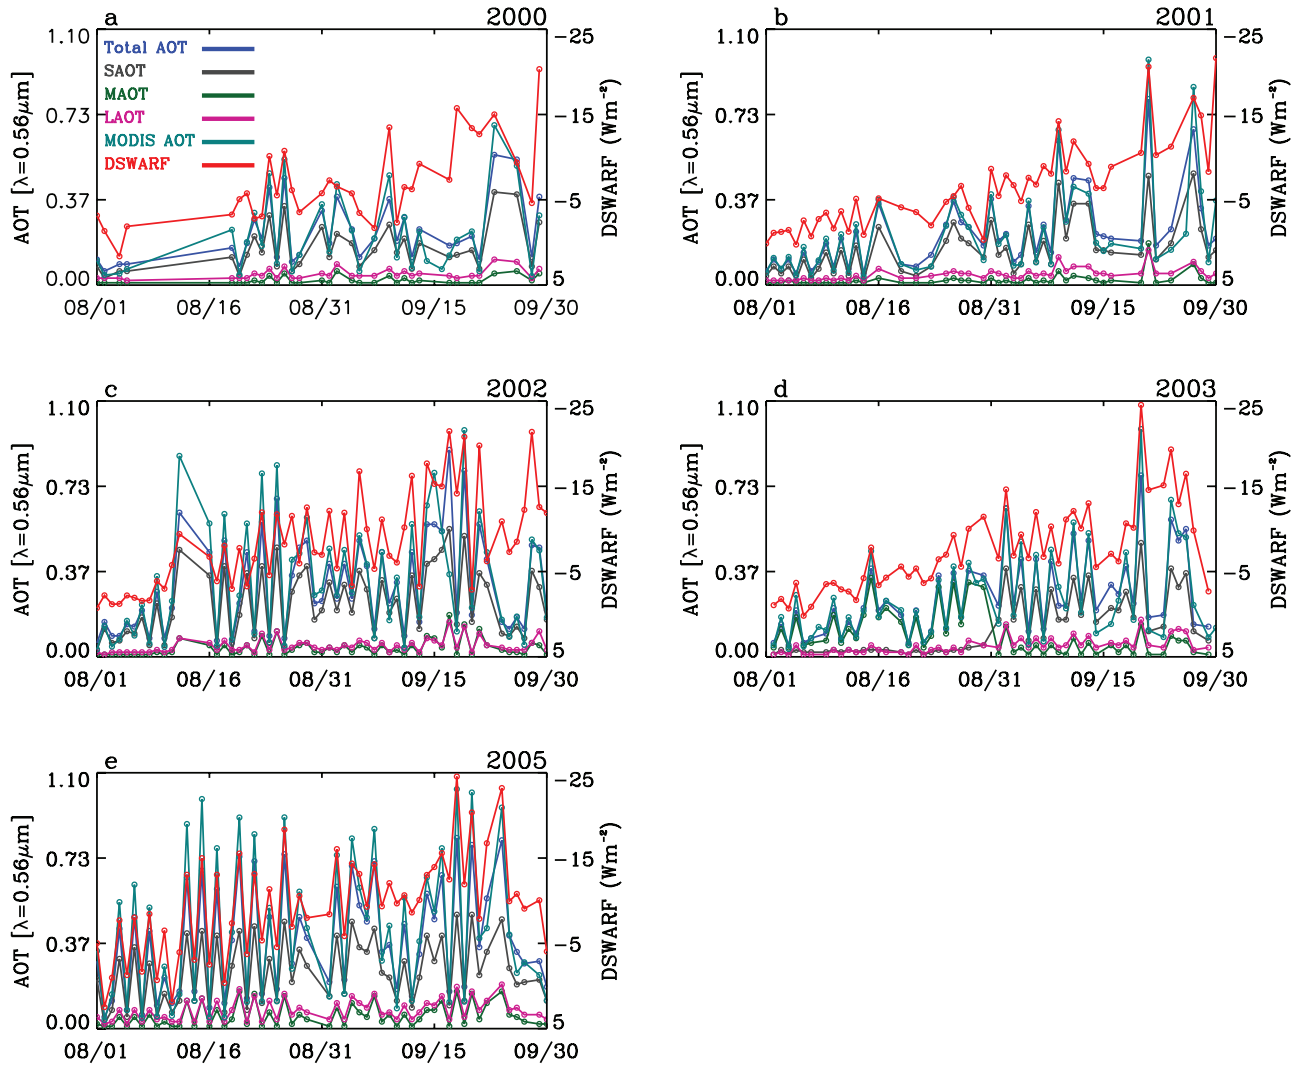 a 2000
1.10 -25
Total AOT
SAOT
MAOT
LAOT
MODIS AOT
DSWARF
0.73 -15
0.37 -5
0.00 5
AOT [λ=0.56μm]
DSWARF (Wm⁻²)
08/01 08/16 08/31 09/15 09/30
b 2001
1.10 -25
0.73 -15
0.37 -5
0.00 5
AOT [λ=0.56μm]
DSWARF (Wm⁻²)
08/01 08/16 08/31 09/15 09/30
c 2002
1.10 -25
0.73 -15
0.37 -5
0.00 5
AOT [λ=0.56μm]
DSWARF (Wm⁻²)
08/01 08/16 08/31 09/15 09/30
d 2003
1.10 -25
0.73 -15
0.37 -5
0.00 5
AOT [λ=0.56μm]
DSWARF (Wm⁻²)
08/01 08/16 08/31 09/15 09/30
e 2005
1.10 -25
0.73 -15
0.37 -5
0.00 5
AOT [λ=0.56μm]
DSWARF (Wm⁻²)
08/01 08/16 08/31 09/15 09/30